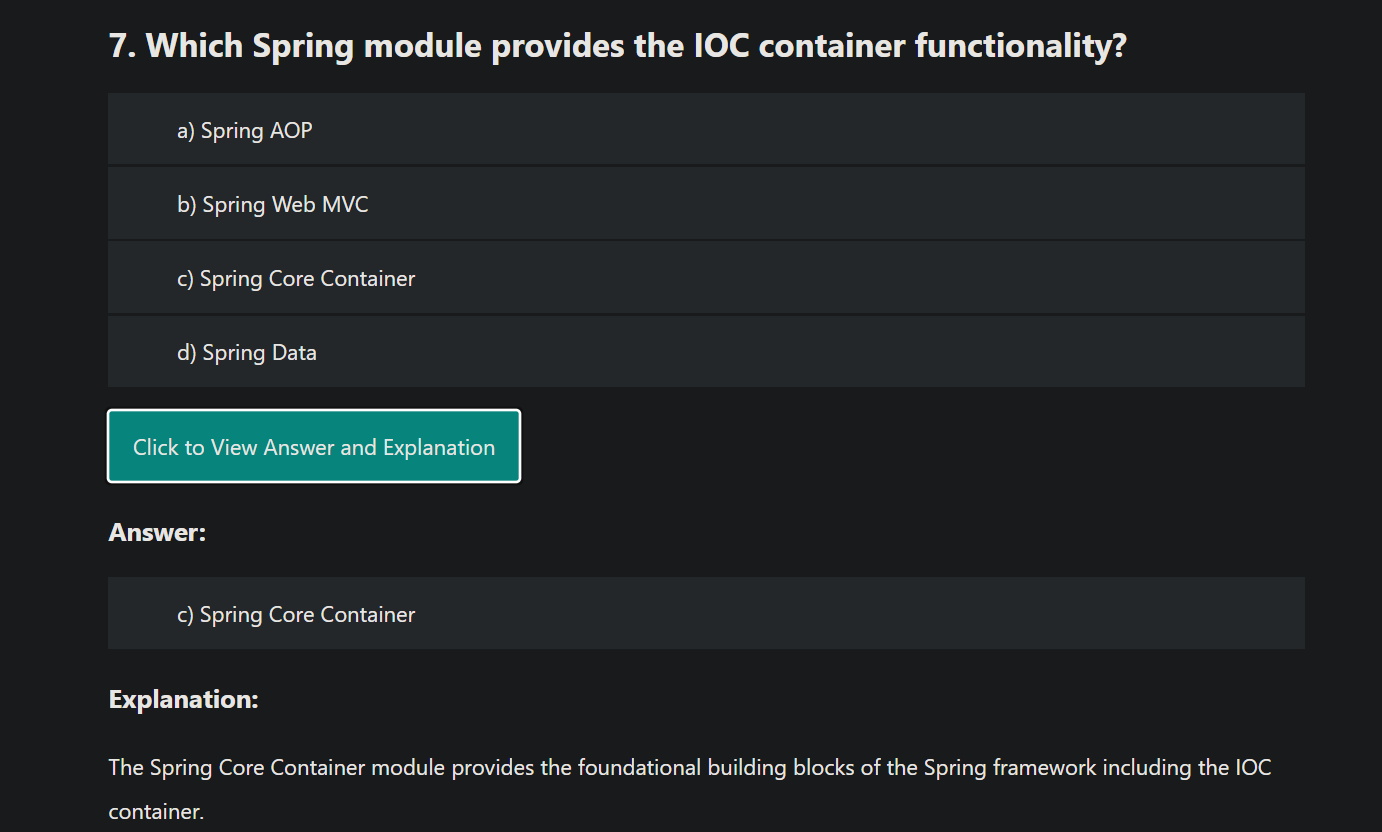 7. Which Spring module provides the IOC container functionality?
a) Spring AOP
b) Spring Web MVC
c) Spring Core Container
d) Spring Data
Click to View Answer and Explanation
Answer:
c) Spring Core Container
Explanation:
The Spring Core Container module provides the foundational building blocks of the Spring framework including the IOC
container.